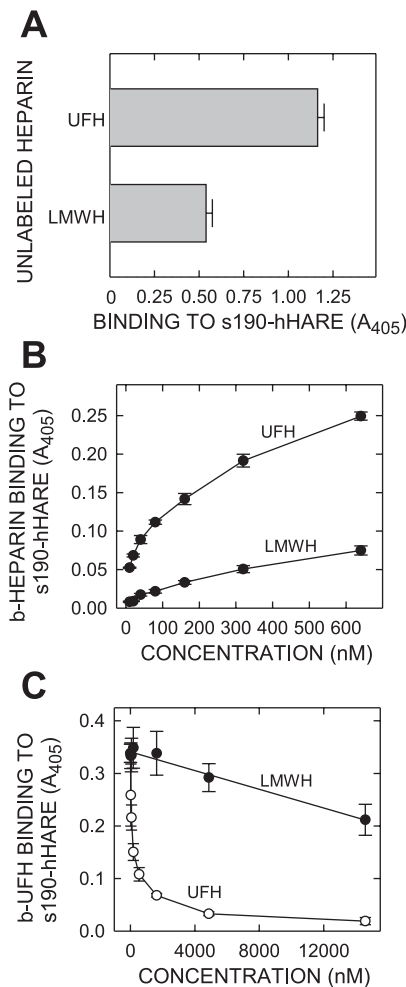 A
UNLABELED HEPARIN
UFH
LMWH
0 0.25 0.50 0.75 1.00 1.25
BINDING TO s190-hHARE (A405)
B
b-HEPARIN BINDING TO
s190-hHARE (A405)
0.25
0.20
0.15
0.10
0.05
0.00
UFH
LMWH
0 100 200 300 400 500 600
CONCENTRATION (nM)
C
b-UFH BINDING TO
s190-hHARE (A405)
0.4
0.3
0.2
0.1
0.0
LMWH
UFH
0 4000 8000 12000
CONCENTRATION (nM)